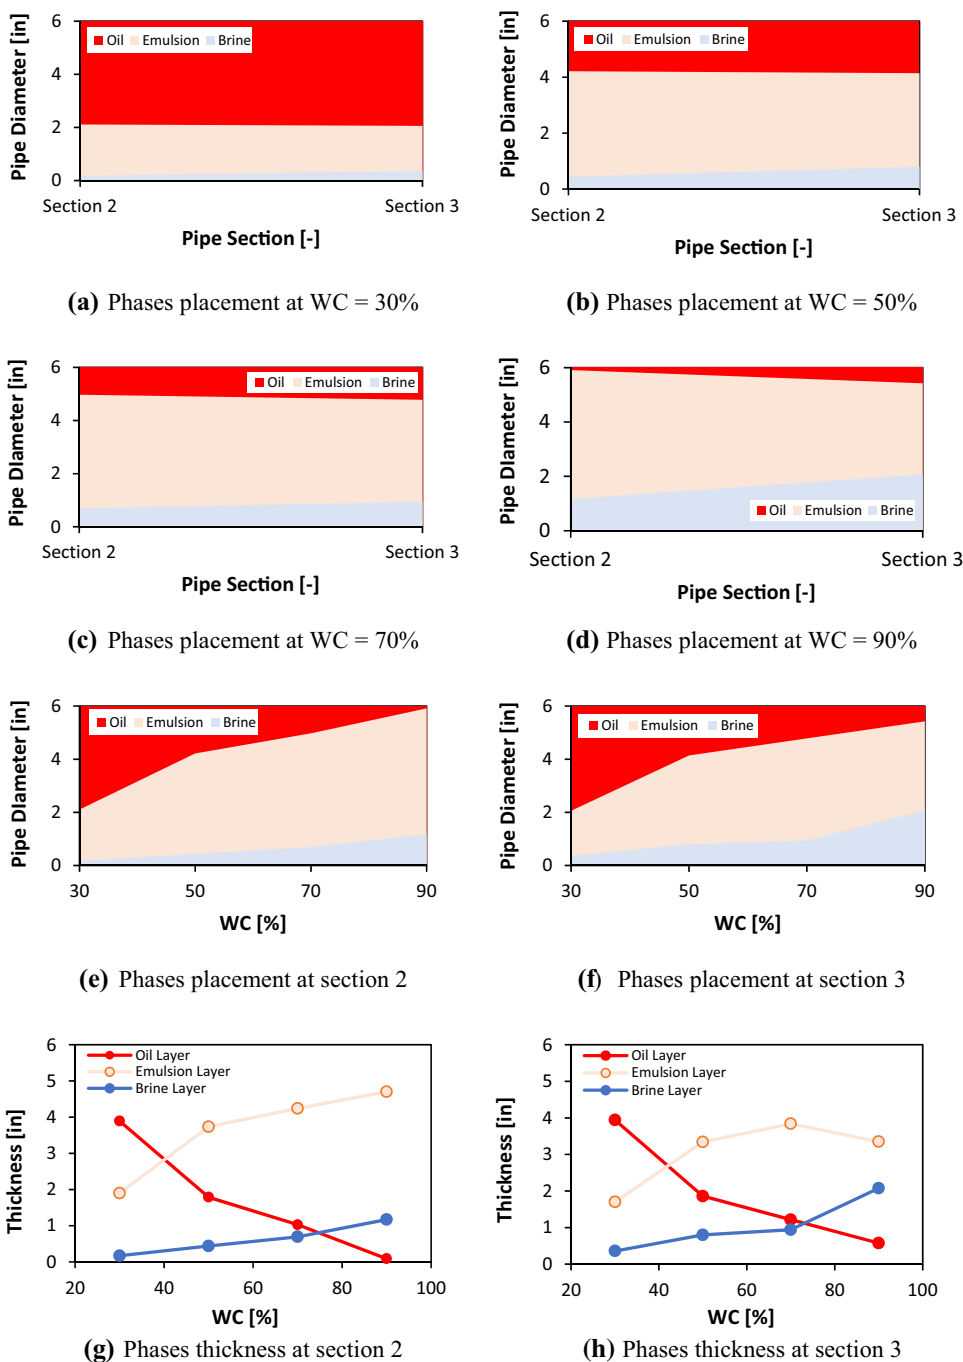 Pipe Diameter [in]
6
4
2
0
Oil Emulsion Brine
Section 2 Section 3
Pipe Section [-]
(a) Phases placement at WC = 30%
Pipe Diameter [in]
6
4
2
0
Oil Emulsion Brine
Section 2 Section 3
Pipe Section [-]
(b) Phases placement at WC = 50%
Pipe DIameter [in]
6
4
2
0
Oil Emulsion Brine
Section 2 Section 3
Pipe Section [-]
(c) Phases placement at WC = 70%
Pipe Diameter [in]
6
4
2
0
Oil Emulsion Brine
Section 2 Section 3
Pipe Section [-]
(d) Phases placement at WC = 90%
Pipe DIameter [in]
6
4
2
0
Oil Emulsion Brine
30 50 70 90
WC [%]
(e) Phases placement at section 2
Pipe Diameter [in]
6
4
2
0
Oil Emulsion Brine
30 50 70 90
WC [%]
(f) Phases placement at section 3
Thickness [in]
6
5
4
3
2
1
0
Oil Layer
Emulsion Layer
Brine Layer
20 40 60 80 100
WC [%]
(g) Phases thickness at section 2
Thickness [in]
6
5
4
3
2
1
0
Oil Layer
Emulsion Layer
Brine Layer
20 40 60 80 100
WC [%]
(h) Phases thickness at section 3